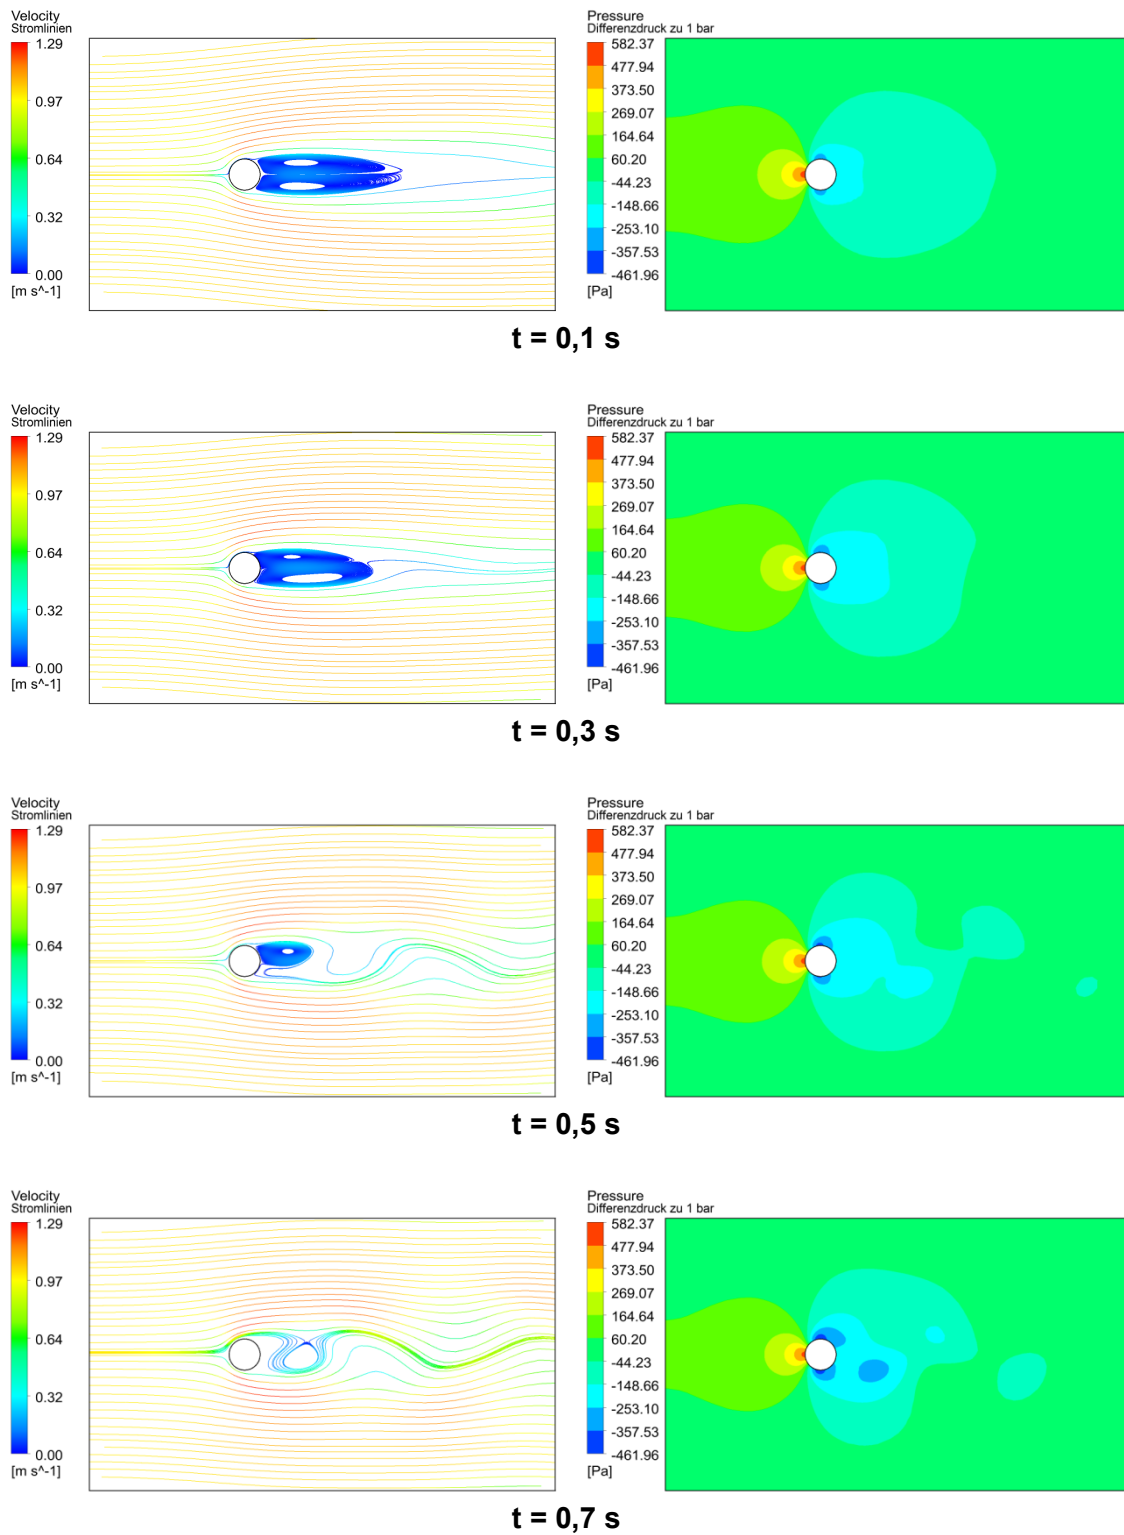 Velocity
Stromlinien
1.29
0.97
0.64
0.32
0.00
[m s^-1]
Pressure
Differenzdruck zu 1 bar
582.37
477.94
373.50
269.07
164.64
60.20
-44.23
-148.66
-253.10
-357.53
-461.96
[Pa]
t = 0,1 s
Velocity
Stromlinien
1.29
0.97
0.64
0.32
0.00
[m s^-1]
Pressure
Differenzdruck zu 1 bar
582.37
477.94
373.50
269.07
164.64
60.20
-44.23
-148.66
-253.10
-357.53
-461.96
[Pa]
t = 0,3 s
Velocity
Stromlinien
1.29
0.97
0.64
0.32
0.00
[m s^-1]
Pressure
Differenzdruck zu 1 bar
582.37
477.94
373.50
269.07
164.64
60.20
-44.23
-148.66
-253.10
-357.53
-461.96
[Pa]
t = 0,5 s
Velocity
Stromlinien
1.29
0.97
0.64
0.32
0.00
[m s^-1]
Pressure
Differenzdruck zu 1 bar
582.37
477.94
373.50
269.07
164.64
60.20
-44.23
-148.66
-253.10
-357.53
-461.96
[Pa]
t = 0,7 s